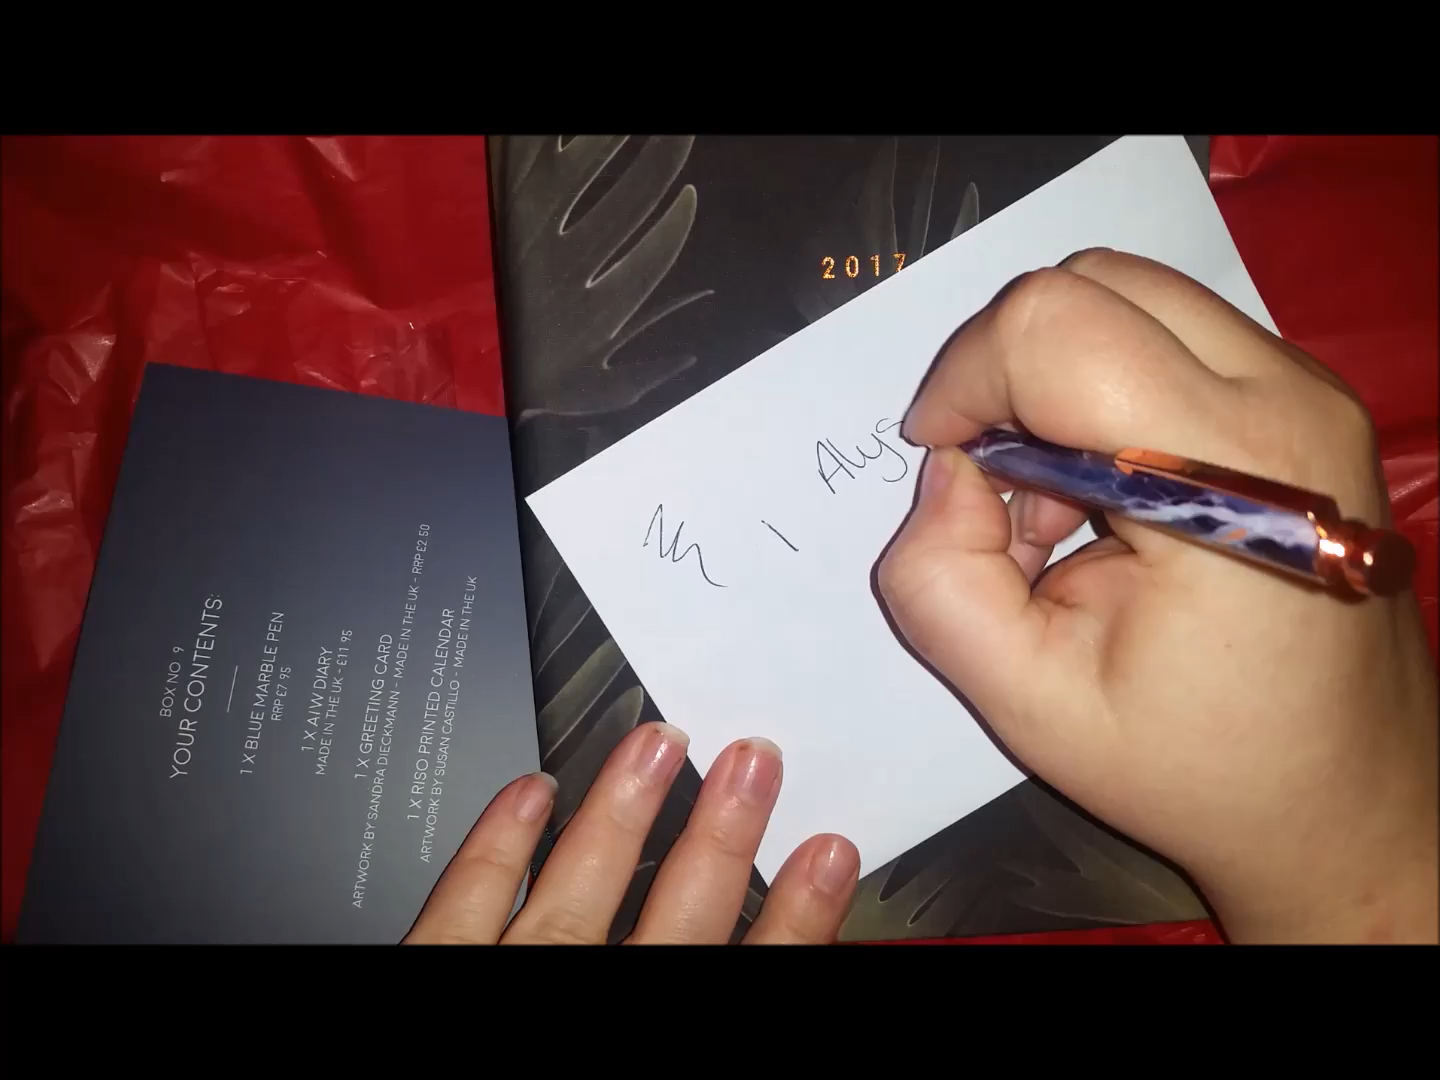 2017
Alys
BOX NO 9
YOUR CONTENTS:
1 X BLUE MARBLE PEN
RRP £7.95
1 X AIW DIARY
MADE IN THE UK - £11.95
1 X GREETING CARD
ARTWORK BY SANDRA DIECKMANN - MADE IN THE UK - RRP £2.50
1 X RISO PRINTED CALENDAR
ARTWORK BY SUSAN CASTILLO - MADE IN THE UK